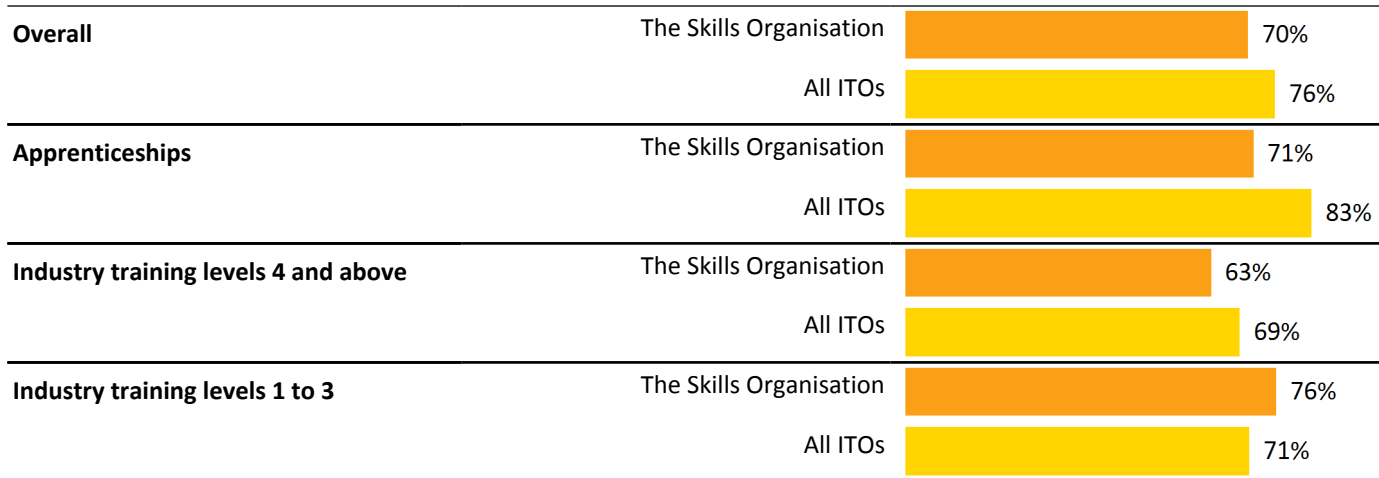 Overall The Skills Organisation 70%
All ITOs 76%
Apprenticeships The Skills Organisation 71%
All ITOs 83%
Industry training levels 4 and above The Skills Organisation 63%
All ITOs 69%
Industry training levels 1 to 3 The Skills Organisation 76%
All ITOs 71%